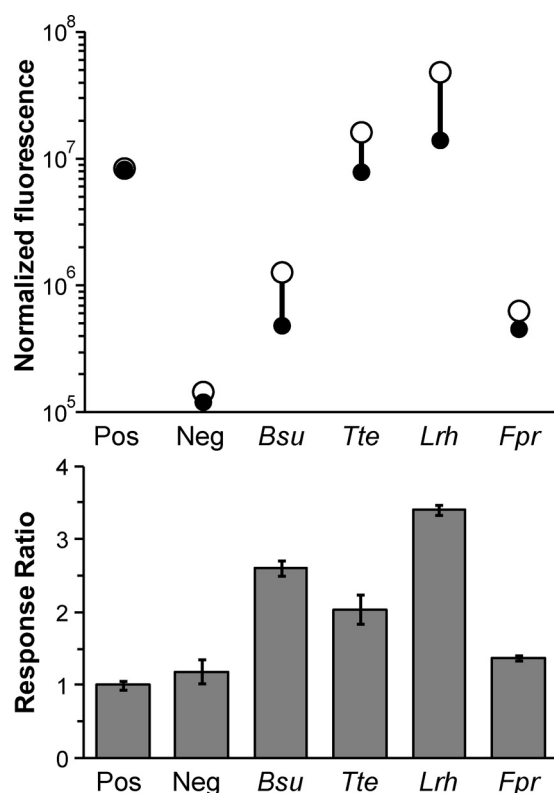 Normalized fluorescence
10^8
10^7
10^6
10^5
Pos Neg Bsu Tte Lrh Fpr
Response Ratio
4
3
2
1
0
Pos Neg Bsu Tte Lrh Fpr